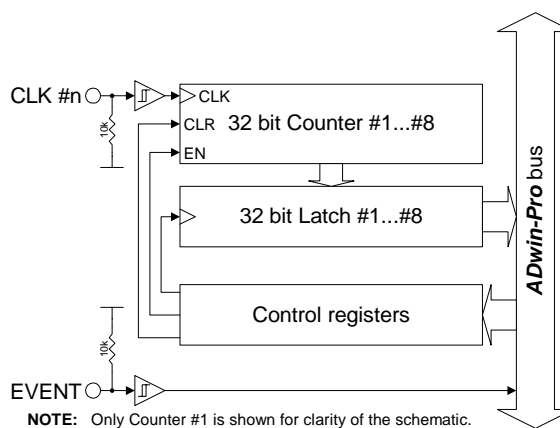 CLK #n
10k
CLK
CLR
EN
32 bit Counter #1...#8
32 bit Latch #1...#8
Control registers
ADwin-Pro bus
10k
EVENT
NOTE: Only Counter #1 is shown for clarity of the schematic.